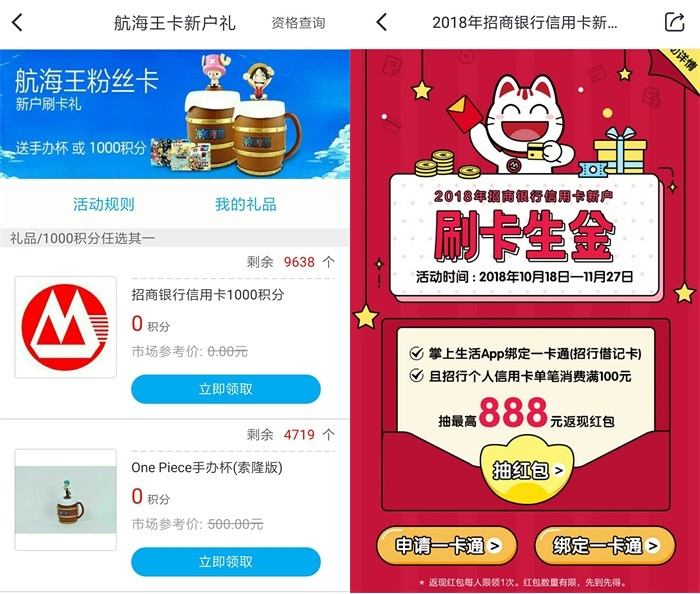 航海王卡新户礼
资格查询
航海王粉丝卡
新户刷卡礼
送手办杯 或 1000积分
活动规则
我的礼品
礼品/1000积分任选其一
剩余 9638 个
招商银行信用卡1000积分
0 积分
市场参考价: 0.00元
立即领取
剩余 4719 个
One Piece手办杯(索隆版)
0 积分
市场参考价: 500.00元
立即领取
2018年招商银行信用卡新...
详情
2018年招商银行信用卡新户
刷卡生金
活动时间：2018年10月18日—11月27日
掌上生活App绑定一卡通(招行借记卡)
且招行个人信用卡单笔消费满100元
抽最高888元返现红包
抽红包 >
申请一卡通 >
绑定一卡通 >
* 返现红包每人限领1次。红包数量有限，先到先得。